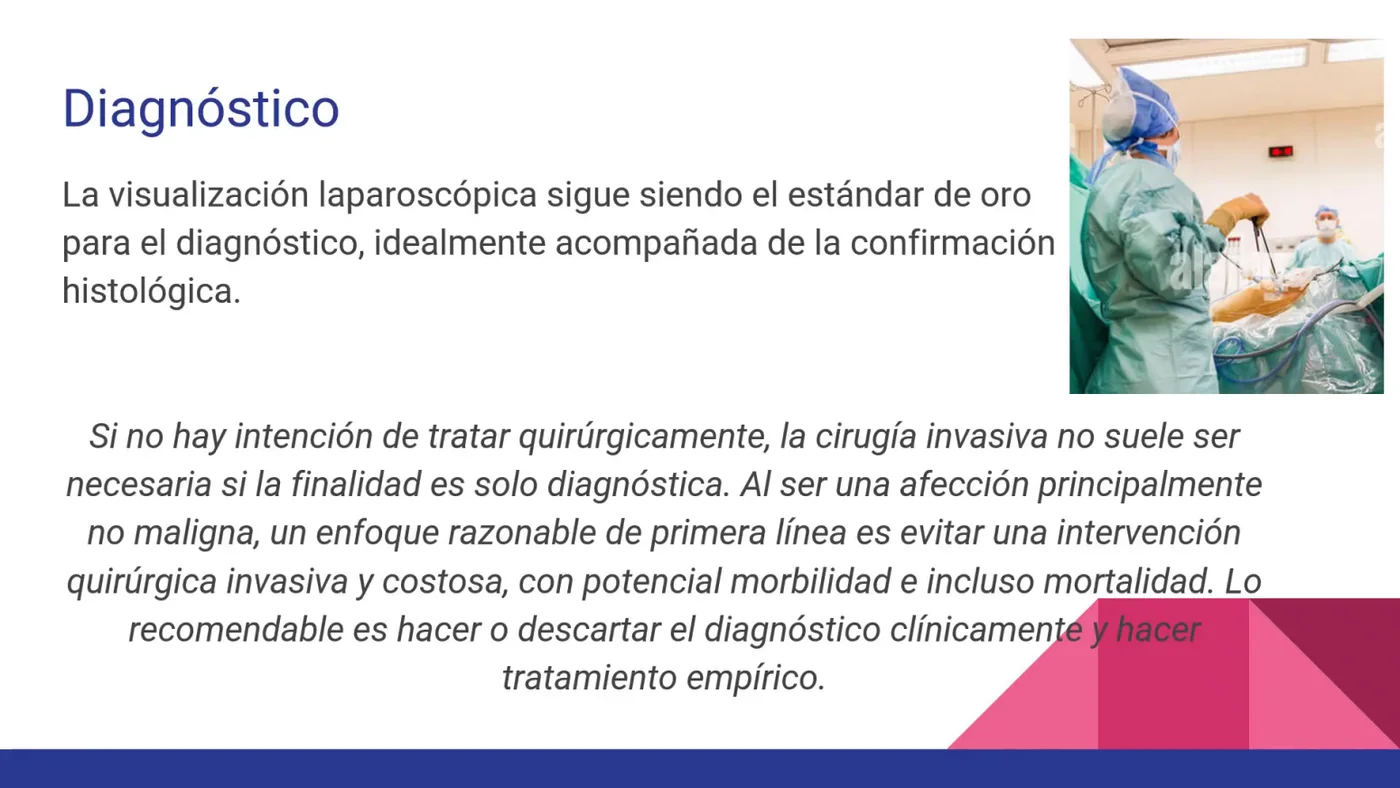 Diagnóstico
La visualización laparoscópica sigue siendo el estándar de oro
para el diagnóstico, idealmente acompañada de la confirmación
histológica.
Si no hay intención de tratar quirúrgicamente, la cirugía invasiva no suele ser
necesaria si la finalidad es solo diagnóstica. Al ser una afección principalmente
no maligna, un enfoque razonable de primera línea es evitar una intervención
quirúrgica invasiva y costosa, con potencial morbilidad e incluso mortalidad. Lo
recomendable es hacer o descartar el diagnóstico clínicamente y hacer
tratamiento empírico.